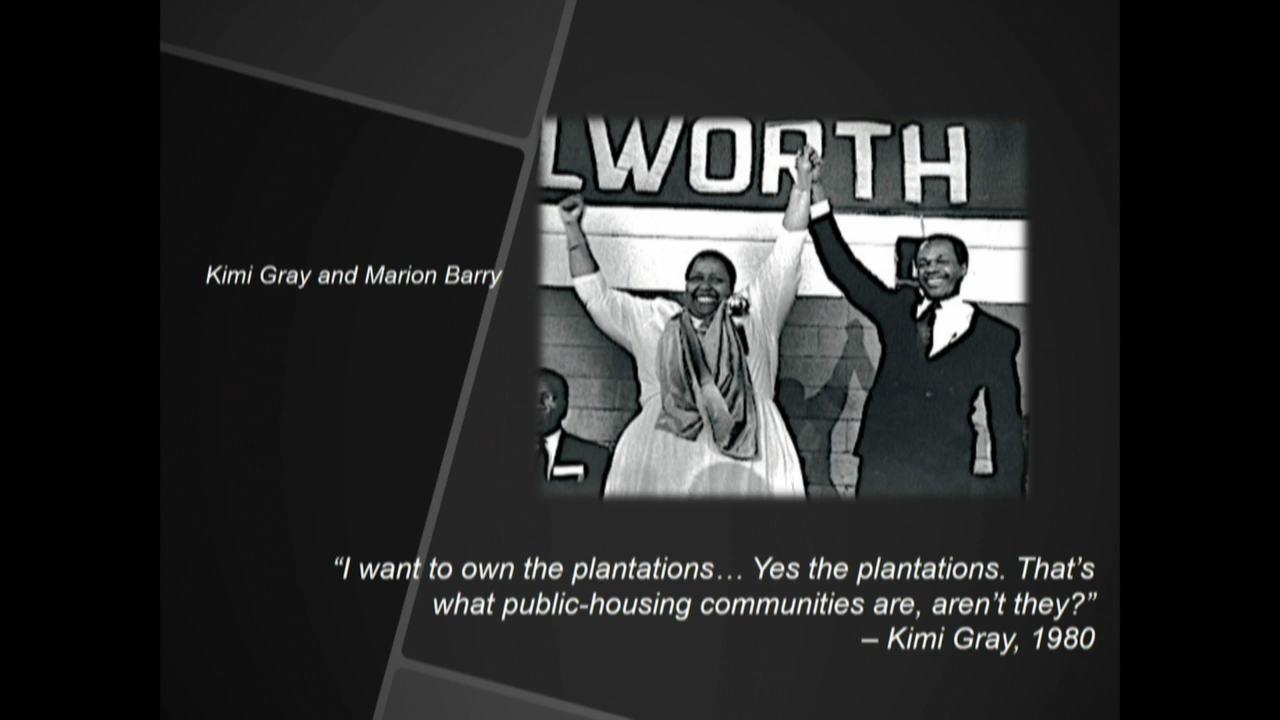 LWORTH
Kimi Gray and Marion Barry
“I want to own the plantations… Yes the plantations. That’s
what public-housing communities are, aren’t they?”
– Kimi Gray, 1980